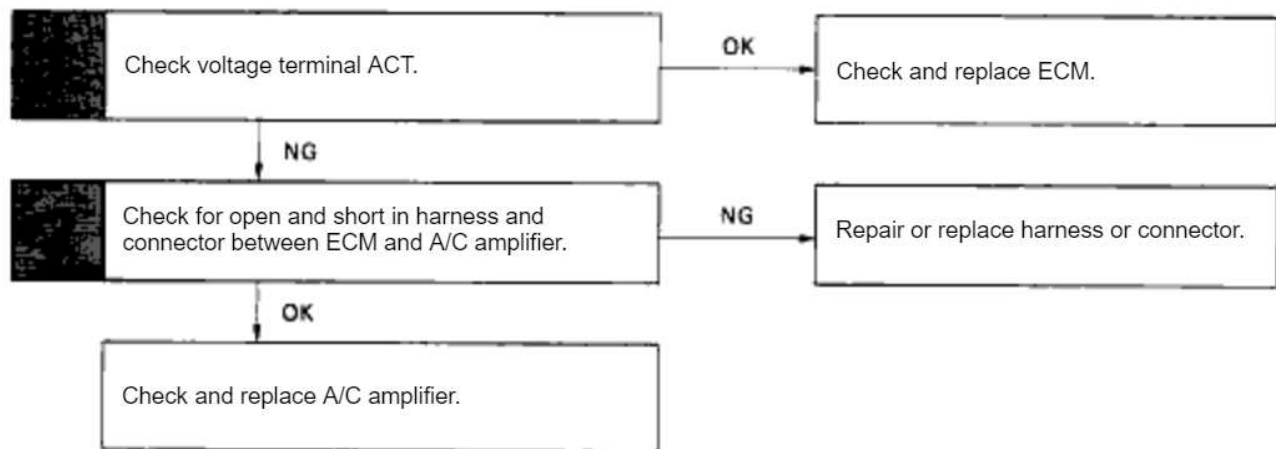 Check voltage terminal ACT.
OK
Check and replace ECM.
NG
Check for open and short in harness and
connector between ECM and A/C amplifier.
NG
Repair or replace harness or connector.
OK
Check and replace A/C amplifier.